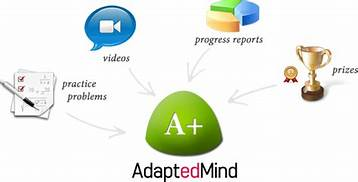 progress reports
videos
prizes
practice
problems
A+
AdaptedMind